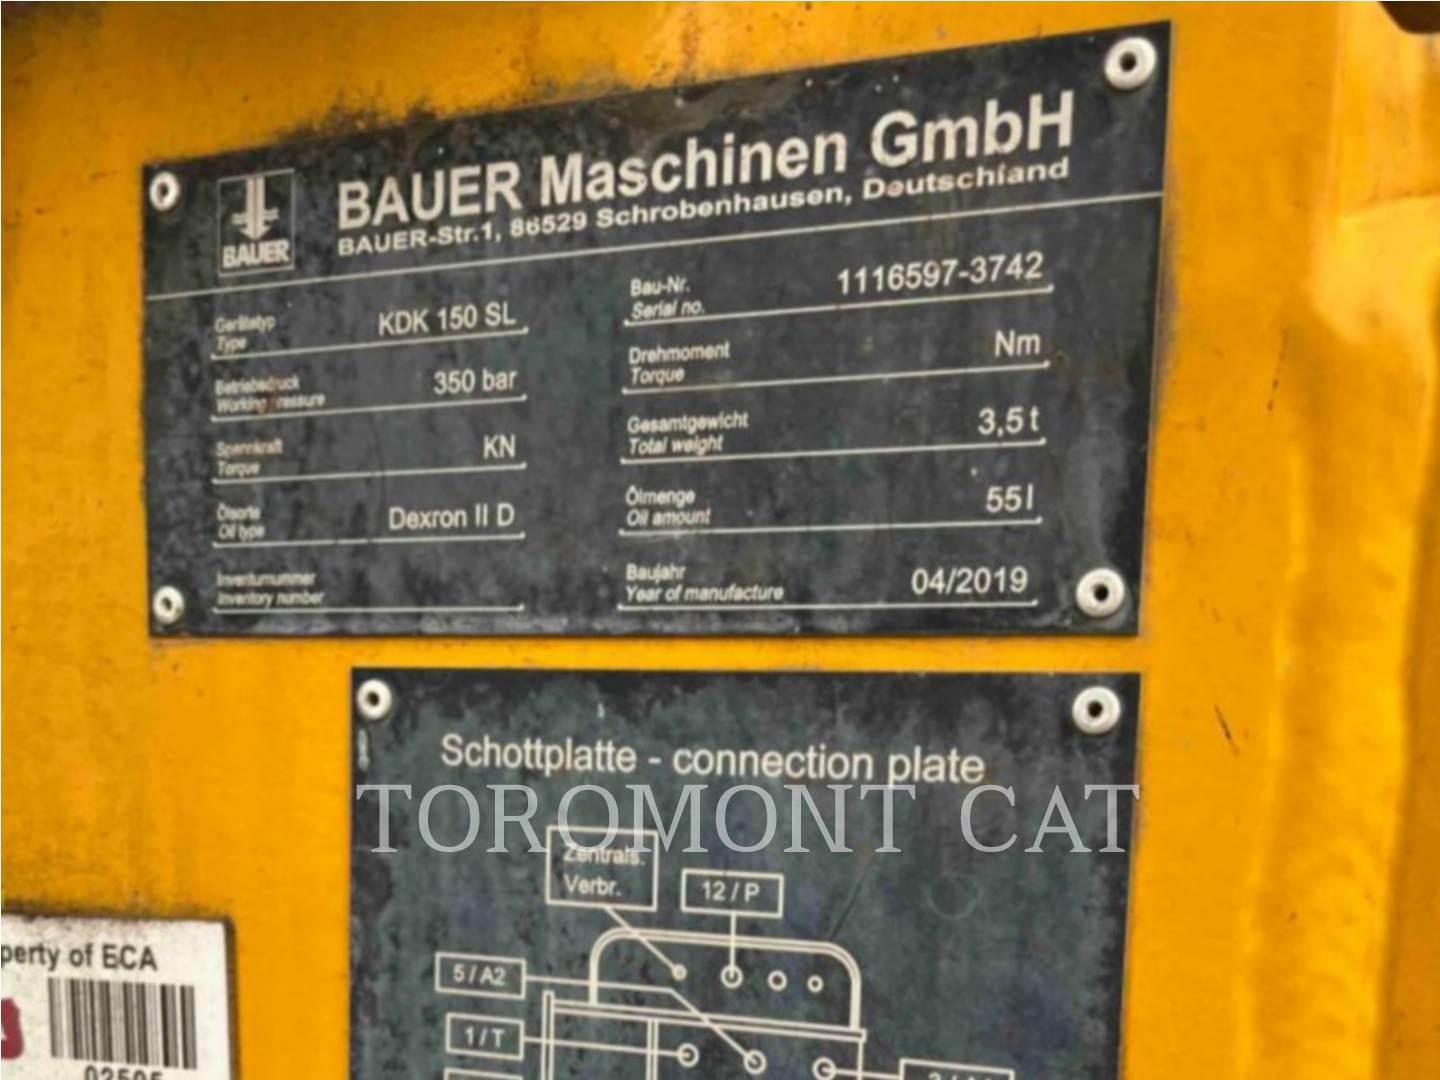 BAUER
BAUER Maschinen GmbH
BAUER-Str.1, 86529 Schrobenhausen, Deutschland
Gerätetyp
Type
KDK 150 SL
Betriebsdruck
Working pressure
350 bar
Spannkraft
Torque
KN
Ölsorte
Oil type
Dexron II D
Inventurnummer
Inventory number
Bau-Nr.
Serial no.
1116597-3742
Drehmoment
Torque
Nm
Gesamtgewicht
Total weight
3,5 t
Ölmenge
Oil amount
55 l
Baujahr
Year of manufacture
04/2019
Schottplatte - connection plate
TOROMONT CAT
Zentrals.
Verbr.
12 / P
5 / A2
1 / T
perty of ECA